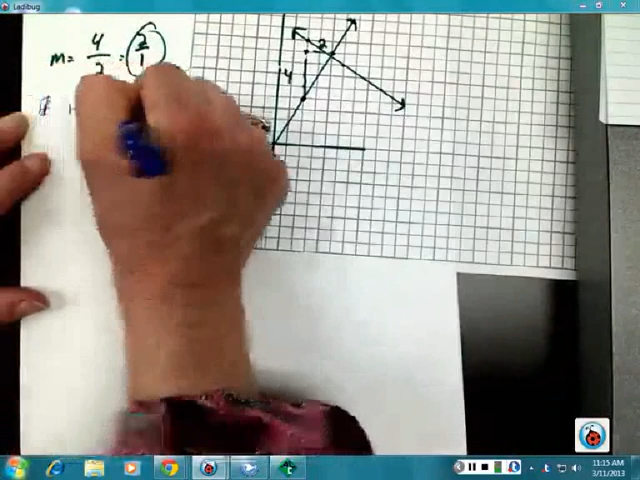 Ladibug
m= 4/2 = 2/1
2
4
11:15 AM
3/11/2013